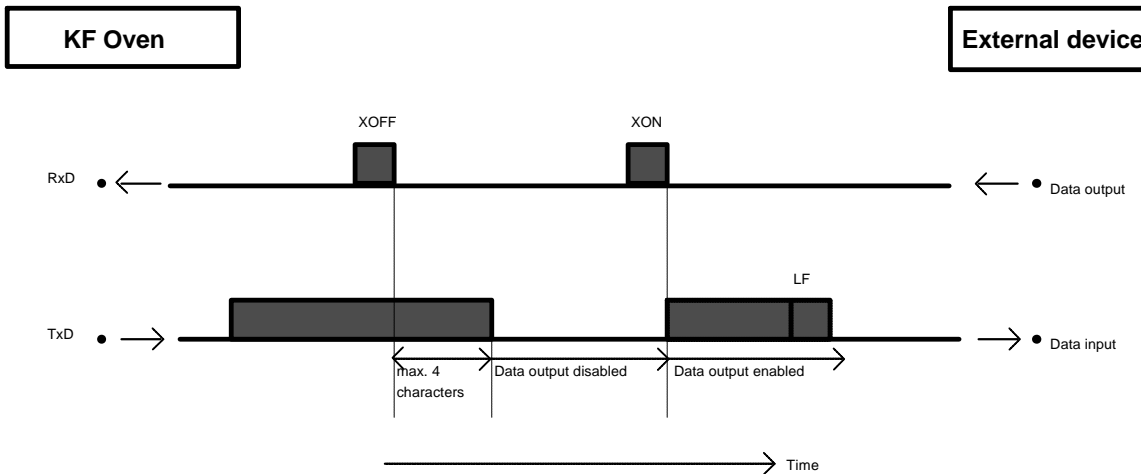 KF Oven
External device
XOFF
XON
RxD
Data output
LF
TxD
Data input
max. 4
characters
Data output disabled
Data output enabled
Time